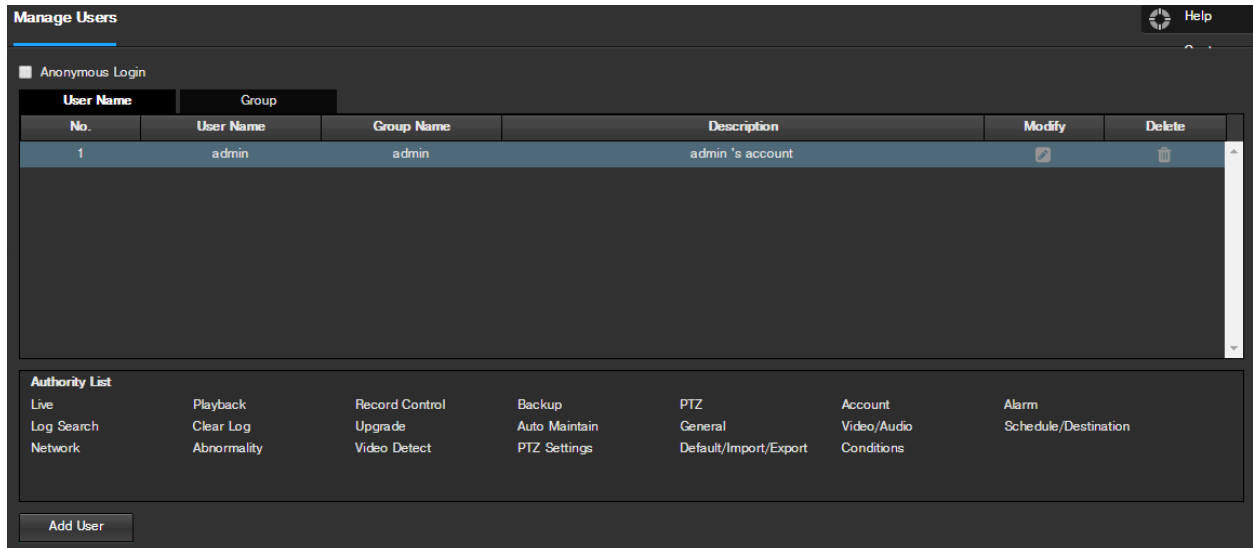 Manage Users
Help
Anonymous Login
User Name Group
No. User Name Group Name Description Modify Delete
1 admin admin admin 's account
Authority List
Live Playback Record Control Backup PTZ Account Alarm
Log Search Clear Log Upgrade Auto Maintain General Video/Audio Schedule/Destination
Network Abnormality Video Detect PTZ Settings Default/Import/Export Conditions
Add User